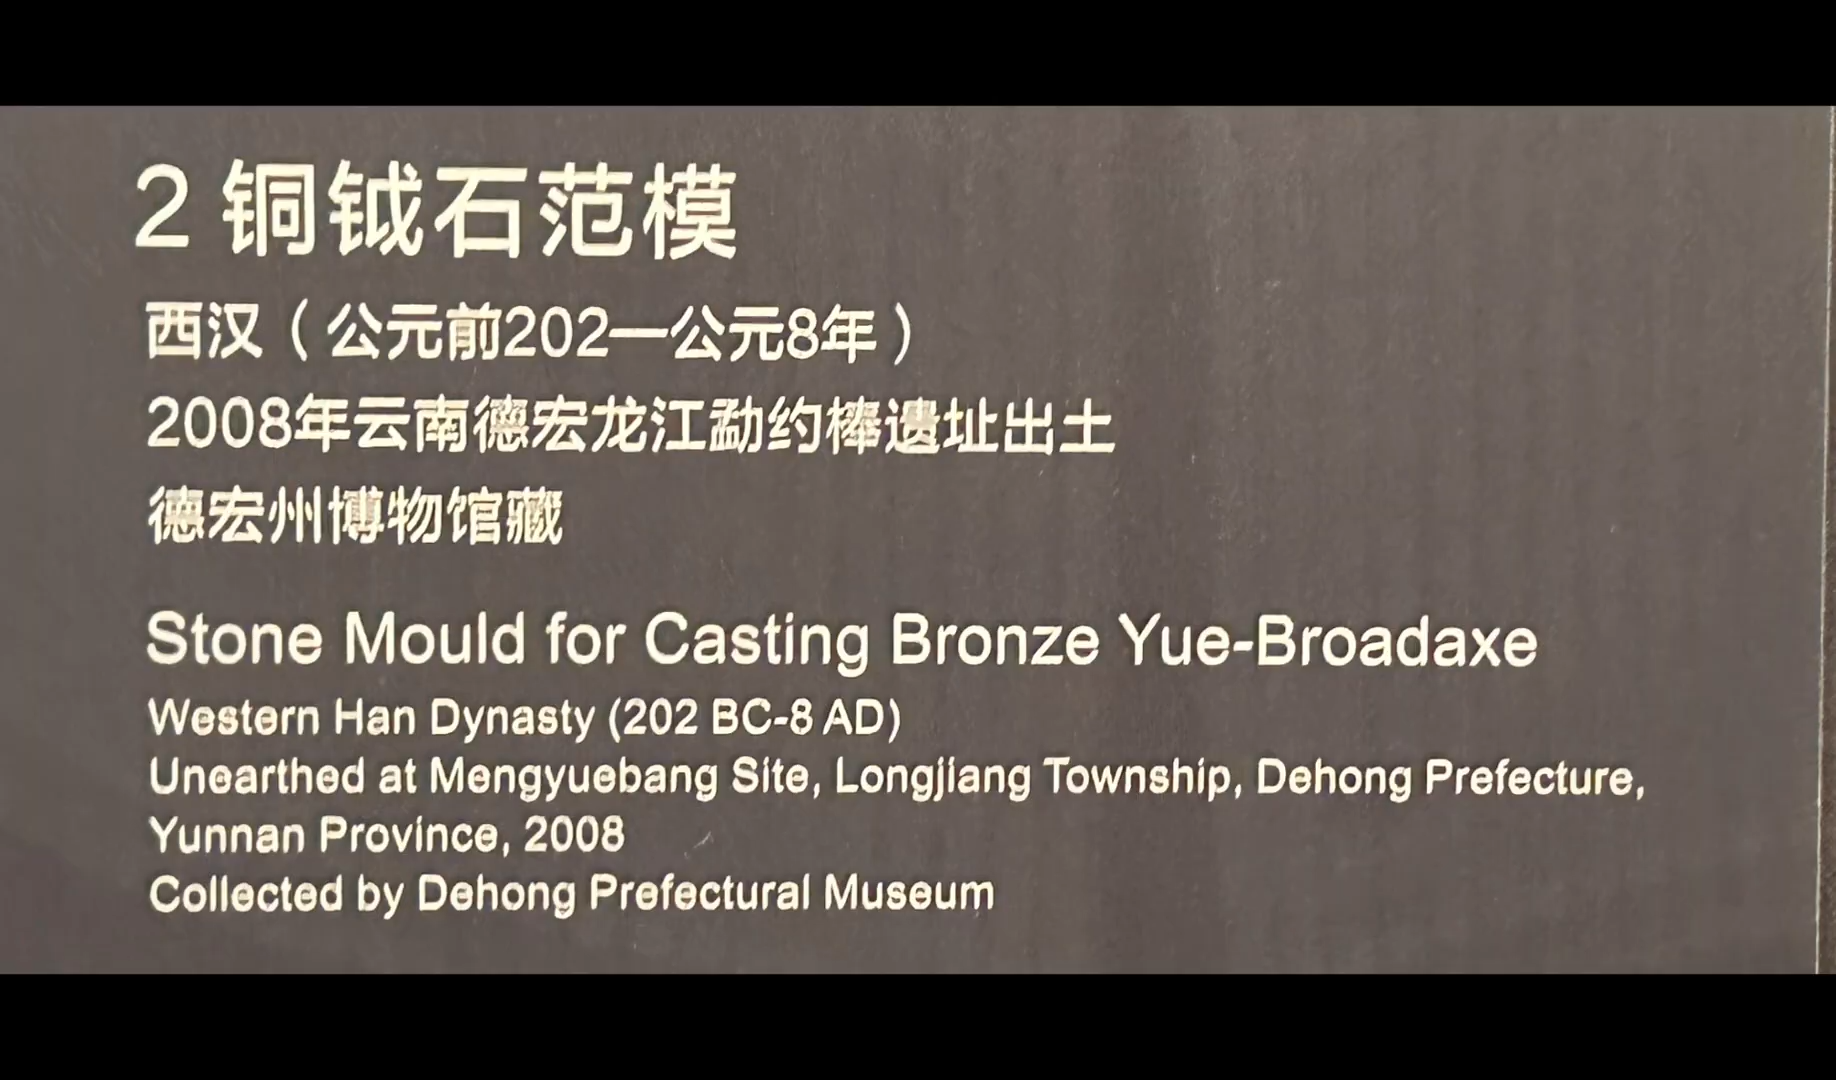 2 铜钺石范模
西汉（公元前202—公元8年）
2008年云南德宏龙江勐约棒遗址出土
德宏州博物馆藏
Stone Mould for Casting Bronze Yue-Broadaxe
Western Han Dynasty (202 BC-8 AD)
Unearthed at Mengyuebang Site, Longjiang Township, Dehong Prefecture,
Yunnan Province, 2008
Collected by Dehong Prefectural Museum